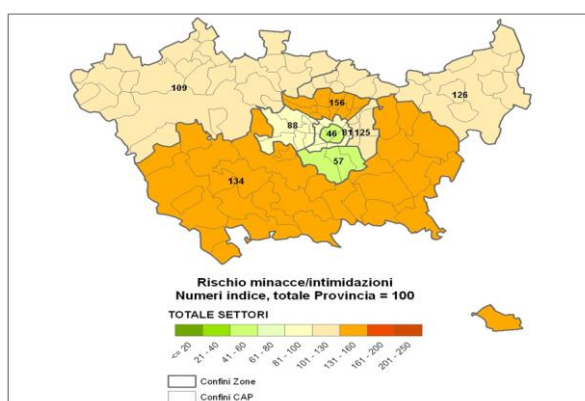 109
126
156
88
46
81
125
57
134
Rischio minacce/intimidazioni
Numeri indice, totale Provincia = 100
TOTALE SETTORI
<= 20
21 - 40
41 - 60
61 - 80
81 - 100
101 - 130
131 - 160
161 - 200
201 - 250
Confini Zone
Confini CAP